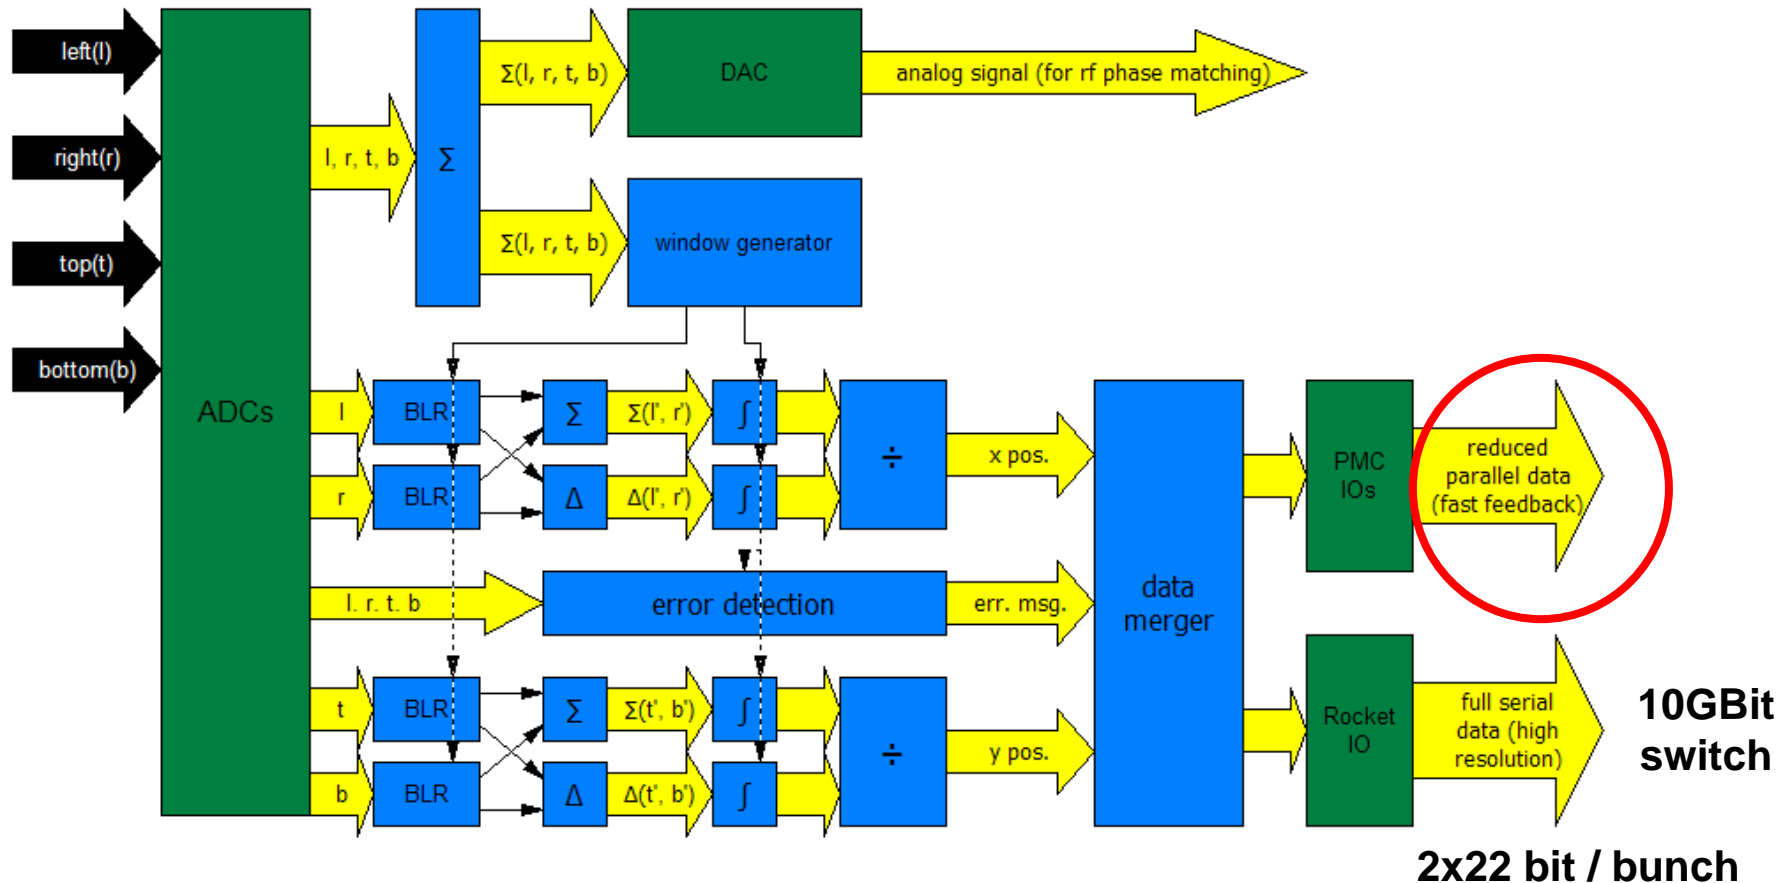 left(l)
right(r)
top(t)
bottom(b)
ADCs
l, r, t, b
Σ
Σ(l, r, t, b)
DAC
analog signal (for rf phase matching)
Σ(l, r, t, b)
window generator
l
BLR
Σ
Σ(l', r')
∫
r
BLR
Δ
Δ(l', r')
∫
÷
x pos.
l. r. t. b
error detection
err. msg.
t
BLR
Σ
Σ(t', b')
∫
b
BLR
Δ
Δ(t', b')
∫
÷
y pos.
data
merger
PMC
IOs
reduced
parallel data
(fast feedback)
Rocket
IO
full serial
data (high
resolution)
10GBit
switch
2x22 bit / bunch